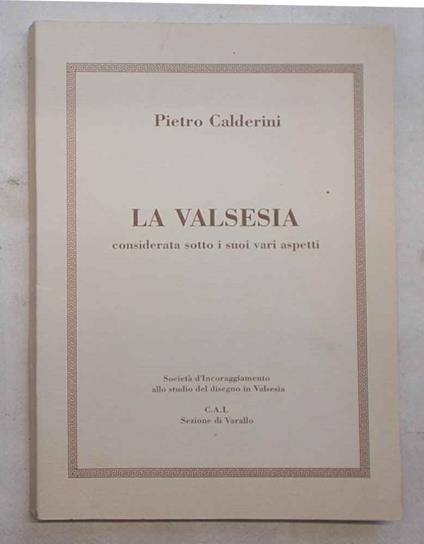 Pietro Calderini
LA VALSESIA
considerata sotto i suoi vari aspetti
Società d'Incoraggiamento
allo studio del disegno in Valsesia
C.A.I.
Sezione di Varallo